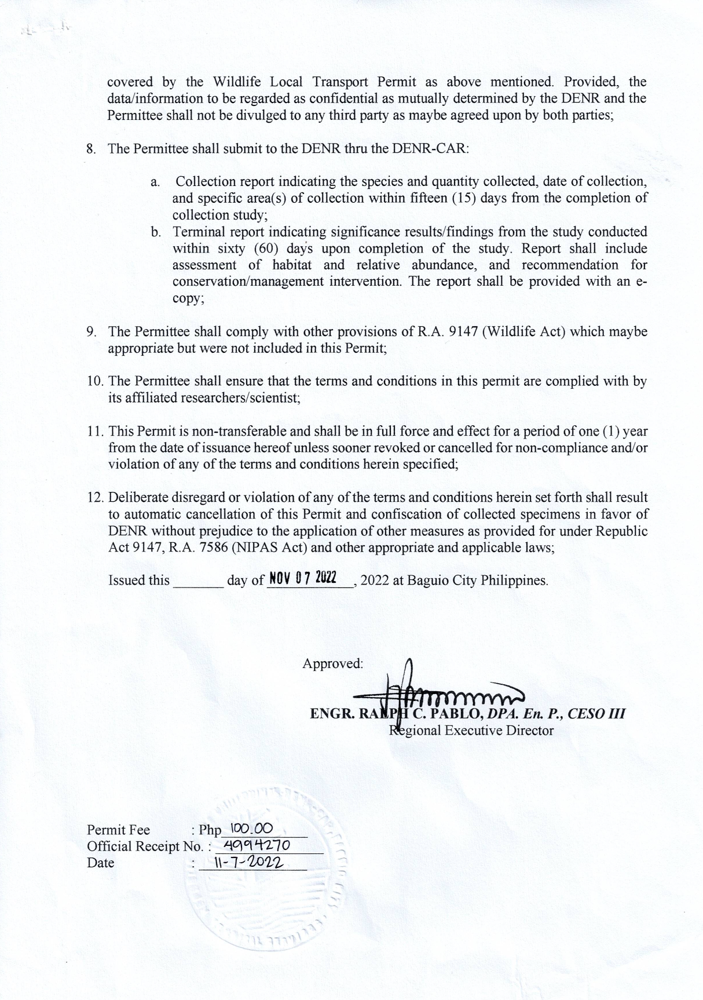 covered by the Wildlife Local Transport Permit as above mentioned. Provided, the
data/information to be regarded as confidential as mutually determined by the DENR and the
Permittee shall not be divulged to any third party as maybe agreed upon by both parties;
8. The Permittee shall submit to the DENR thru the DENR-CAR:
a. Collection report indicating the species and quantity collected, date of collection,
and specific area(s) of collection within fifteen (15) days from the completion of
collection study;
b. Terminal report indicating significance results/findings from the study conducted
within sixty (60) days upon completion of the study. Report shall include
assessment of habitat and relative abundance, and recommendation for
conservation/management intervention. The report shall be provided with an e-
copy;
9. The Permittee shall comply with other provisions of R.A. 9147 (Wildlife Act) which maybe
appropriate but were not included in this Permit;
10. The Permittee shall ensure that the terms and conditions in this permit are complied with by
its affiliated researchers/scientist;
11. This Permit is non-transferable and shall be in full force and effect for a period of one (1) year
from the date of issuance hereof unless sooner revoked or cancelled for non-compliance and/or
violation of any of the terms and conditions herein specified;
12. Deliberate disregard or violation of any of the terms and conditions herein set forth shall result
to automatic cancellation of this Permit and confiscation of collected specimens in favor of
DENR without prejudice to the application of other measures as provided for under Republic
Act 9147, R.A. 7586 (NIPAS Act) and other appropriate and applicable laws;
Issued this _______ day of NOV 07 2022, 2022 at Baguio City Philippines.
Approved:
ENGR. RALPH C. PABLO, DPA. En. P., CESO III
Regional Executive Director
Permit Fee : Php 100.00
Official Receipt No. : 4994270
Date : 11-7-2022